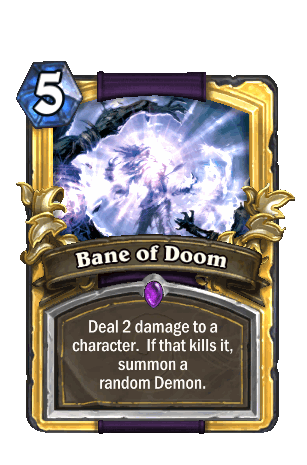 5
Bane of Doom
Deal 2 damage to a
character. If that kills it,
summon a
random Demon.